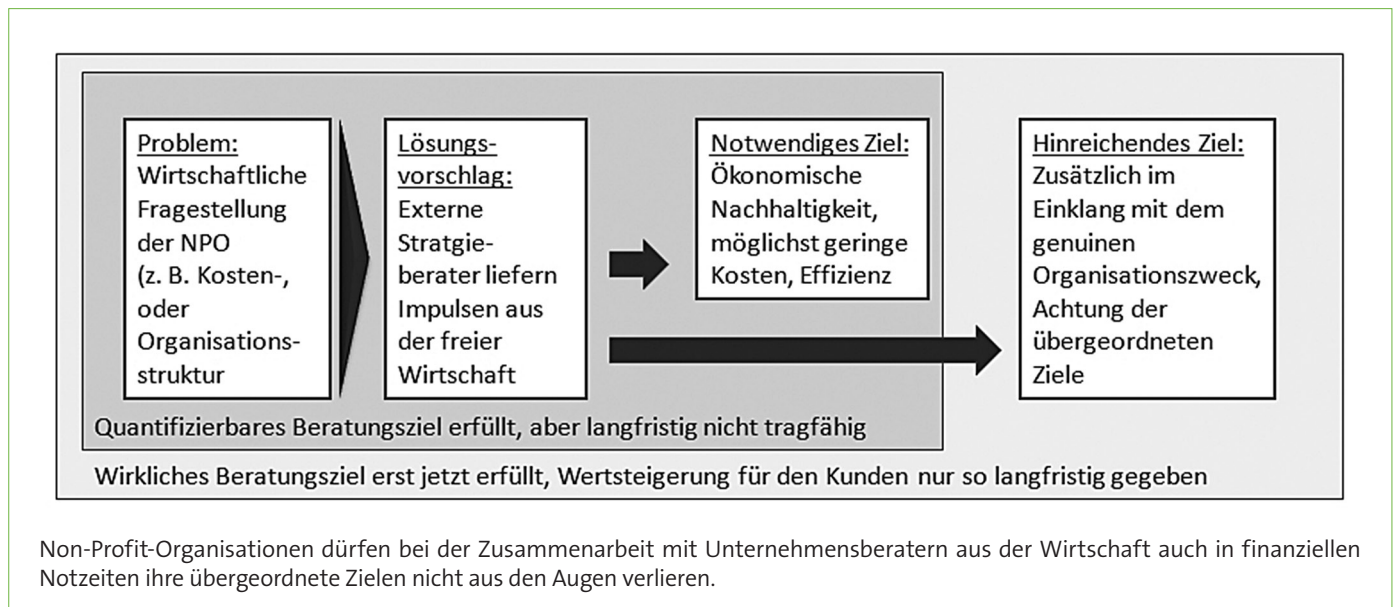 Problem:
Wirtschaftliche
Fragestellung
der NPO
(z. B. Kosten-,
oder
Organisations-
struktur
Lösungs-
vorschlag:
Externe
Stratgie-
berater liefern
Impulsen aus
der freier
Wirtschaft
Notwendiges Ziel:
Ökonomische
Nachhaltigkeit,
möglichst geringe
Kosten, Effizienz
Hinreichendes Ziel:
Zusätzlich im
Einklang mit dem
genuinen
Organisationszweck,
Achtung der
übergeordneten
Ziele
Quantifizierbares Beratungsziel erfüllt, aber langfristig nicht tragfähig
Wirkliches Beratungsziel erst jetzt erfüllt, Wertsteigerung für den Kunden nur so langfristig gegeben
Non-Profit-Organisationen dürfen bei der Zusammenarbeit mit Unternehmensberatern aus der Wirtschaft auch in finanziellen
Notzeiten ihre übergeordnete Zielen nicht aus den Augen verlieren.